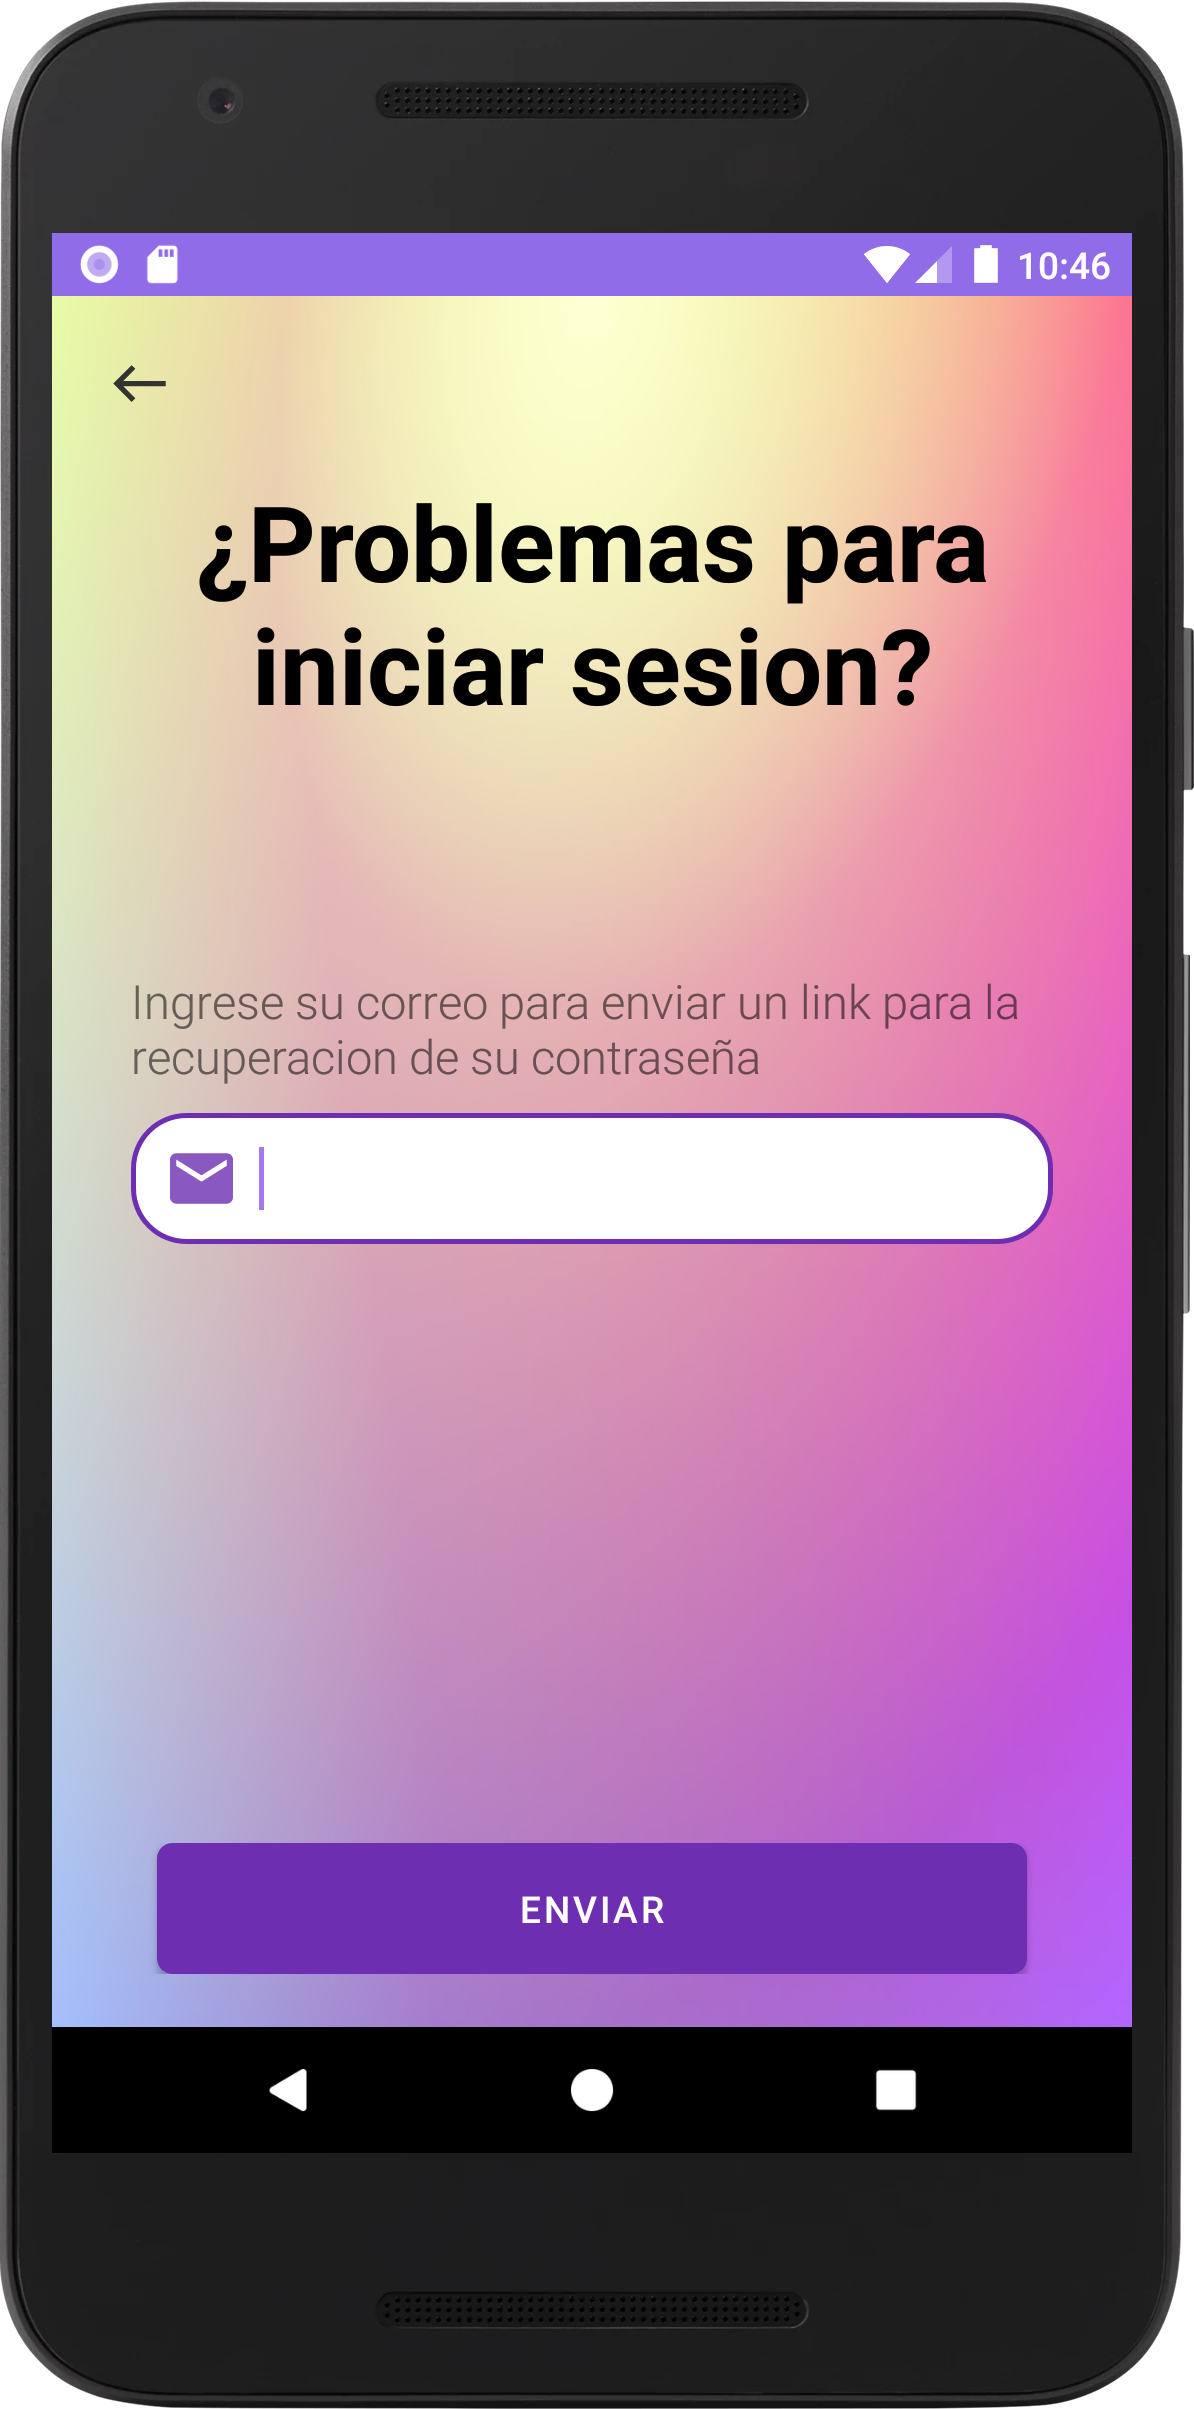 10:46
¿Problemas para
iniciar sesion?
Ingrese su correo para enviar un link para la
recuperacion de su contraseña
ENVIAR